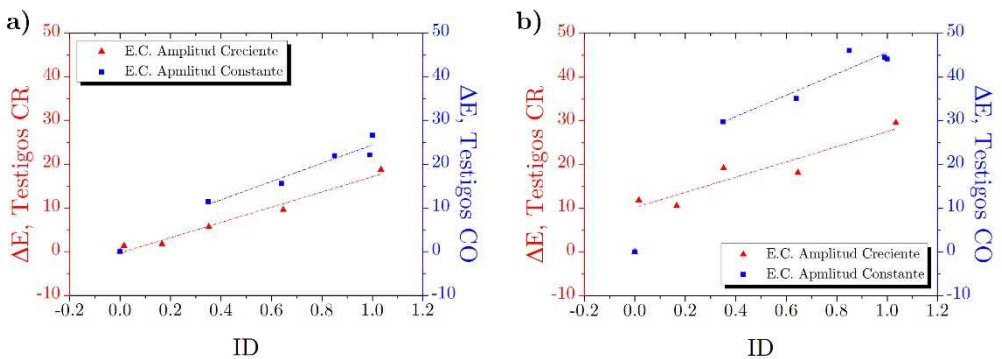 a)
50
40
30
20
10
0
-10
ΔE, Testigos CR
E.C. Amplitud Creciente
E.C. Apmlitud Constante
50
40
30
20
10
0
-10
ΔE, Testigos CO
-0.2 0.0 0.2 0.4 0.6 0.8 1.0 1.2
ID
b)
50
40
30
20
10
0
-10
ΔE, Testigos CR
E.C. Amplitud Creciente
E.C. Apmlitud Constante
50
40
30
20
10
0
-10
ΔE, Testigos CO
-0.2 0.0 0.2 0.4 0.6 0.8 1.0 1.2
ID